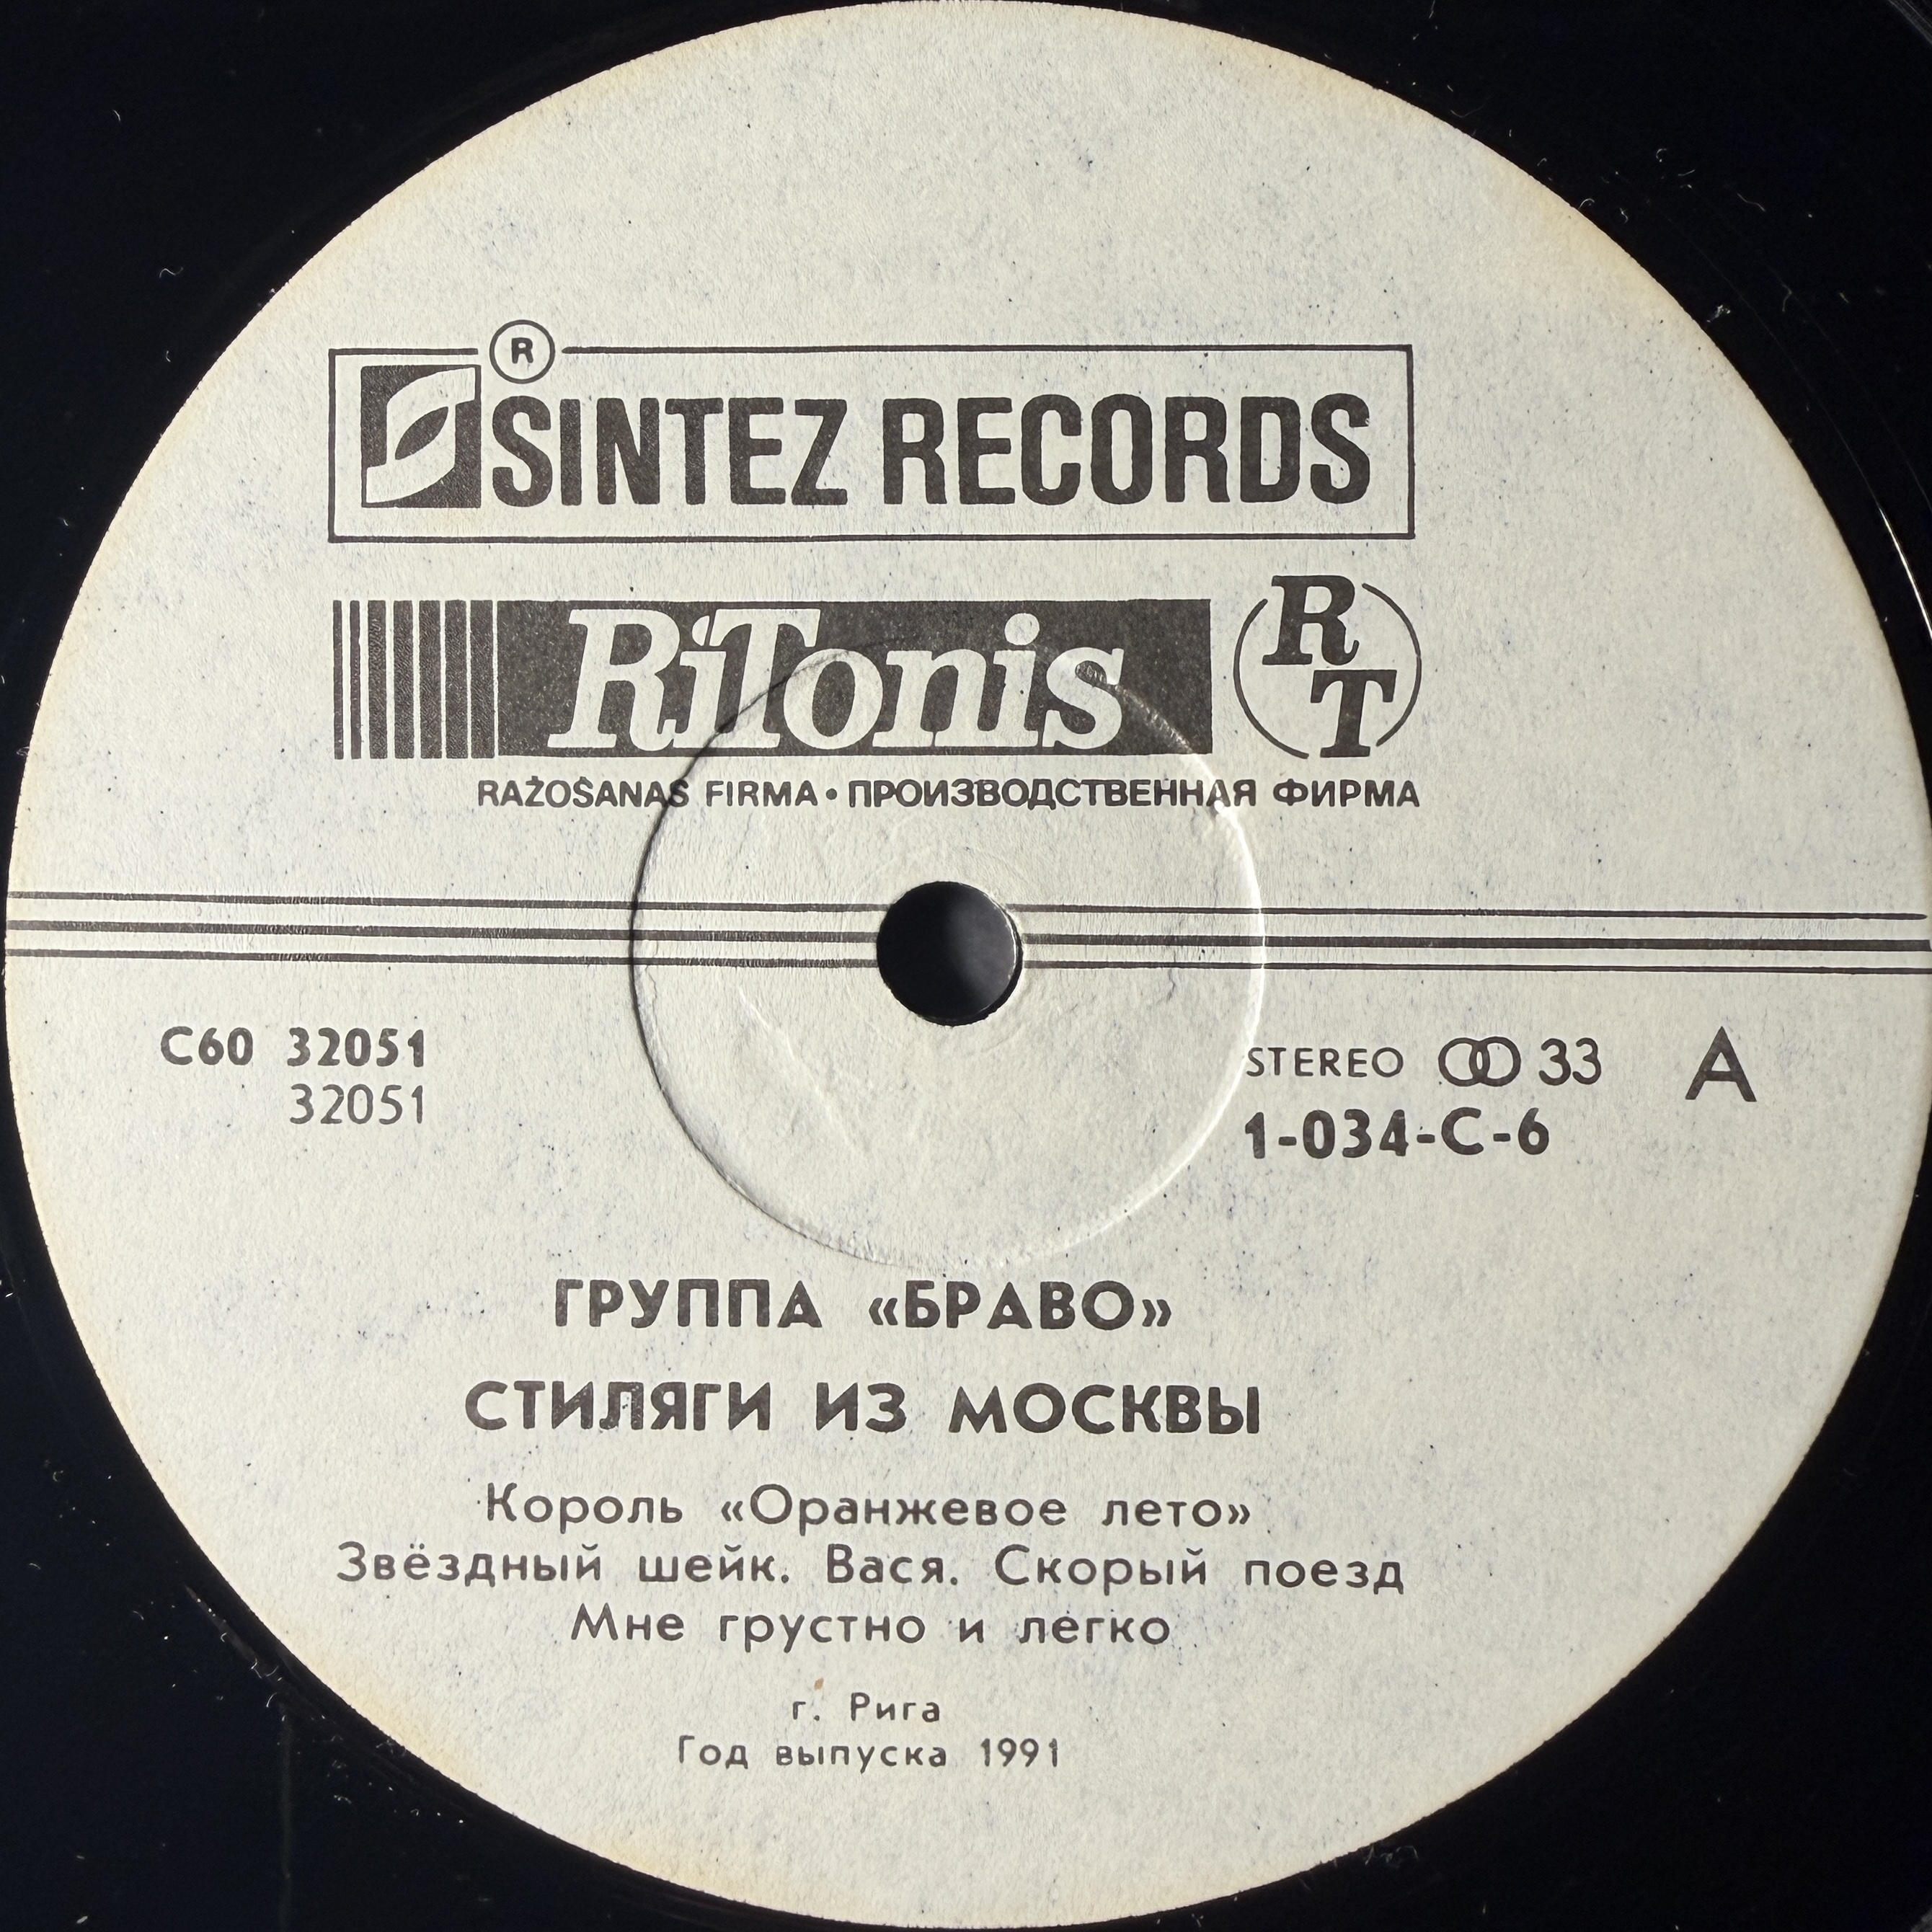 R
SINTEZ RECORDS
RiTonis RT
RAŽOŠANAS FIRMA • ПРОИЗВОДСТВЕННАЯ ФИРМА
С60 32051
32051
STEREO 33 A
1-034-C-6
ГРУППА «БРАВО»
СТИЛЯГИ ИЗ МОСКВЫ
Король «Оранжевое лето»
Звёздный шейк. Вася. Скорый поезд
Мне грустно и легко
г. Рига
Год выпуска 1991